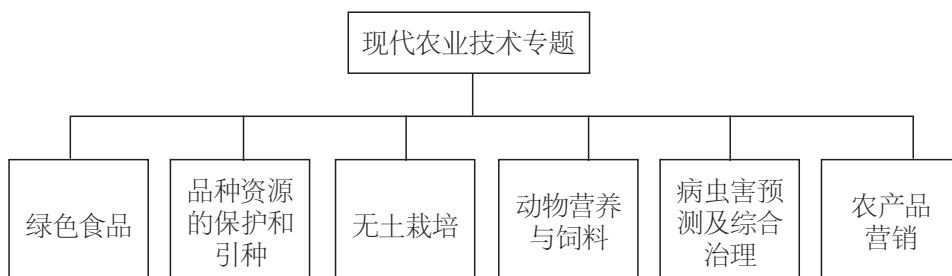 现代农业技术专题
绿色食品
品种资源
的保护和
引种
无土栽培
动物营养
与饲料
病虫害预
测及综合
治理
农产品
营销